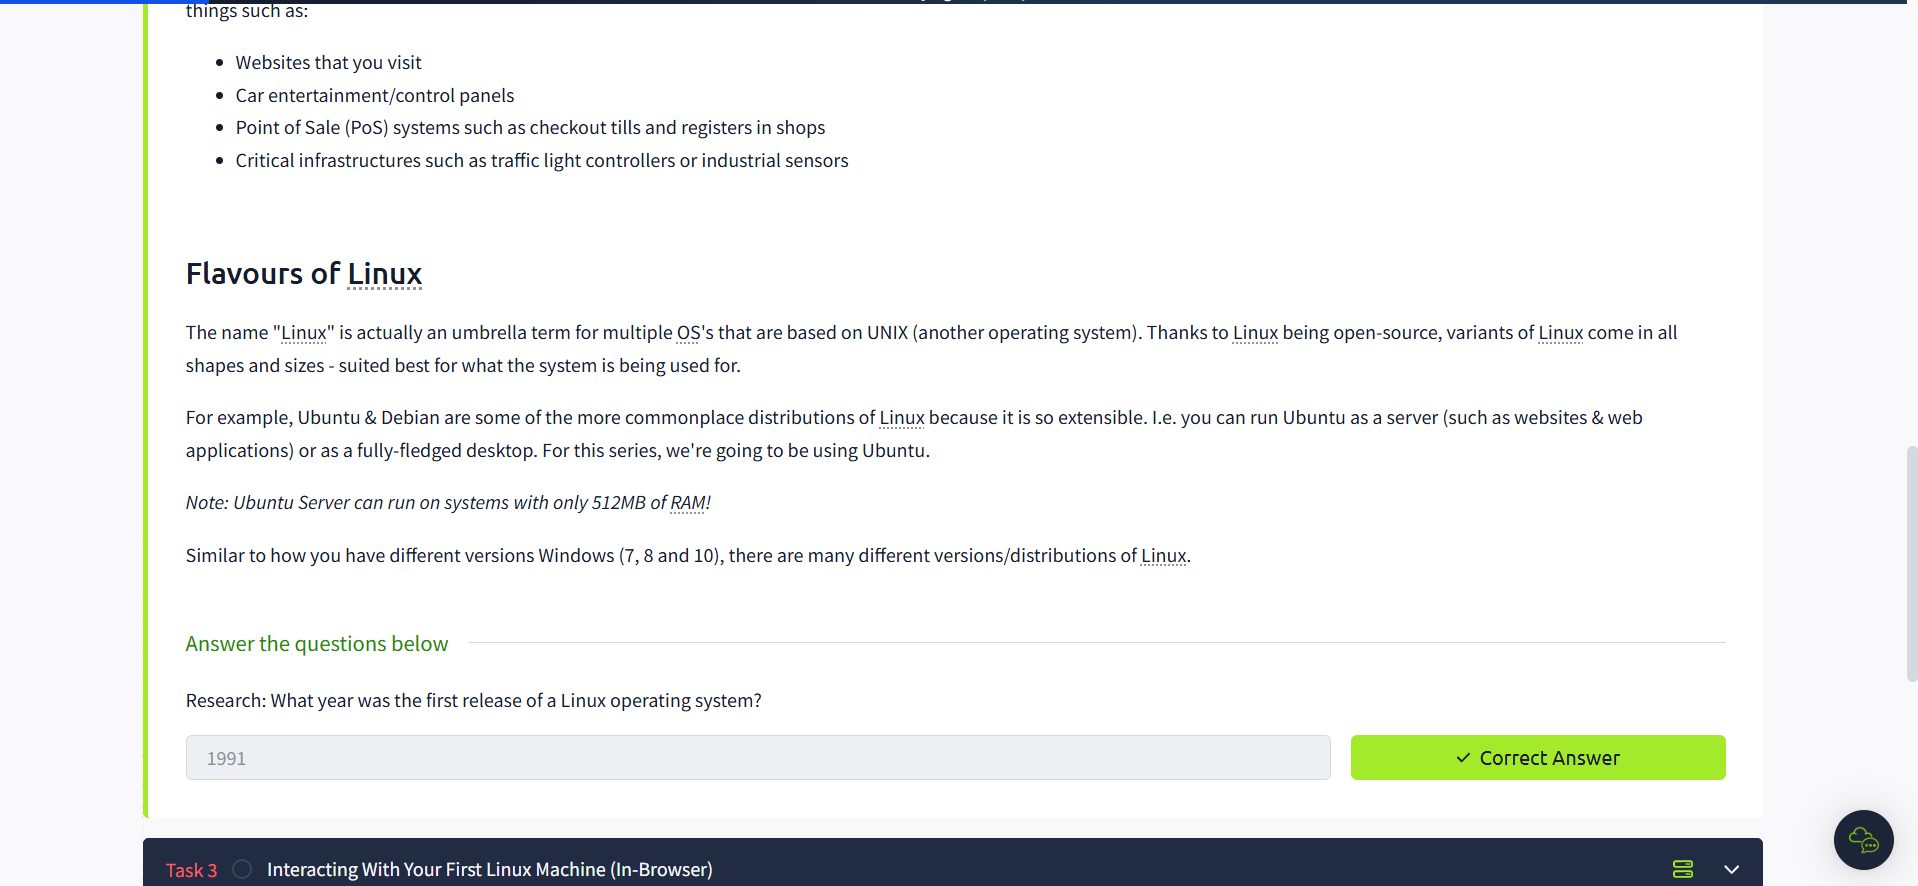 things such as:
Websites that you visit
Car entertainment/control panels
Point of Sale (PoS) systems such as checkout tills and registers in shops
Critical infrastructures such as traffic light controllers or industrial sensors
Flavours of Linux
The name "Linux" is actually an umbrella term for multiple OS's that are based on UNIX (another operating system). Thanks to Linux being open-source, variants of Linux come in all
shapes and sizes - suited best for what the system is being used for.
For example, Ubuntu & Debian are some of the more commonplace distributions of Linux because it is so extensible. I.e. you can run Ubuntu as a server (such as websites & web
applications) or as a fully-fledged desktop. For this series, we're going to be using Ubuntu.
Note: Ubuntu Server can run on systems with only 512MB of RAM!
Similar to how you have different versions Windows (7, 8 and 10), there are many different versions/distributions of Linux.
Answer the questions below
Research: What year was the first release of a Linux operating system?
1991
Correct Answer
Task 3 Interacting With Your First Linux Machine (In-Browser)